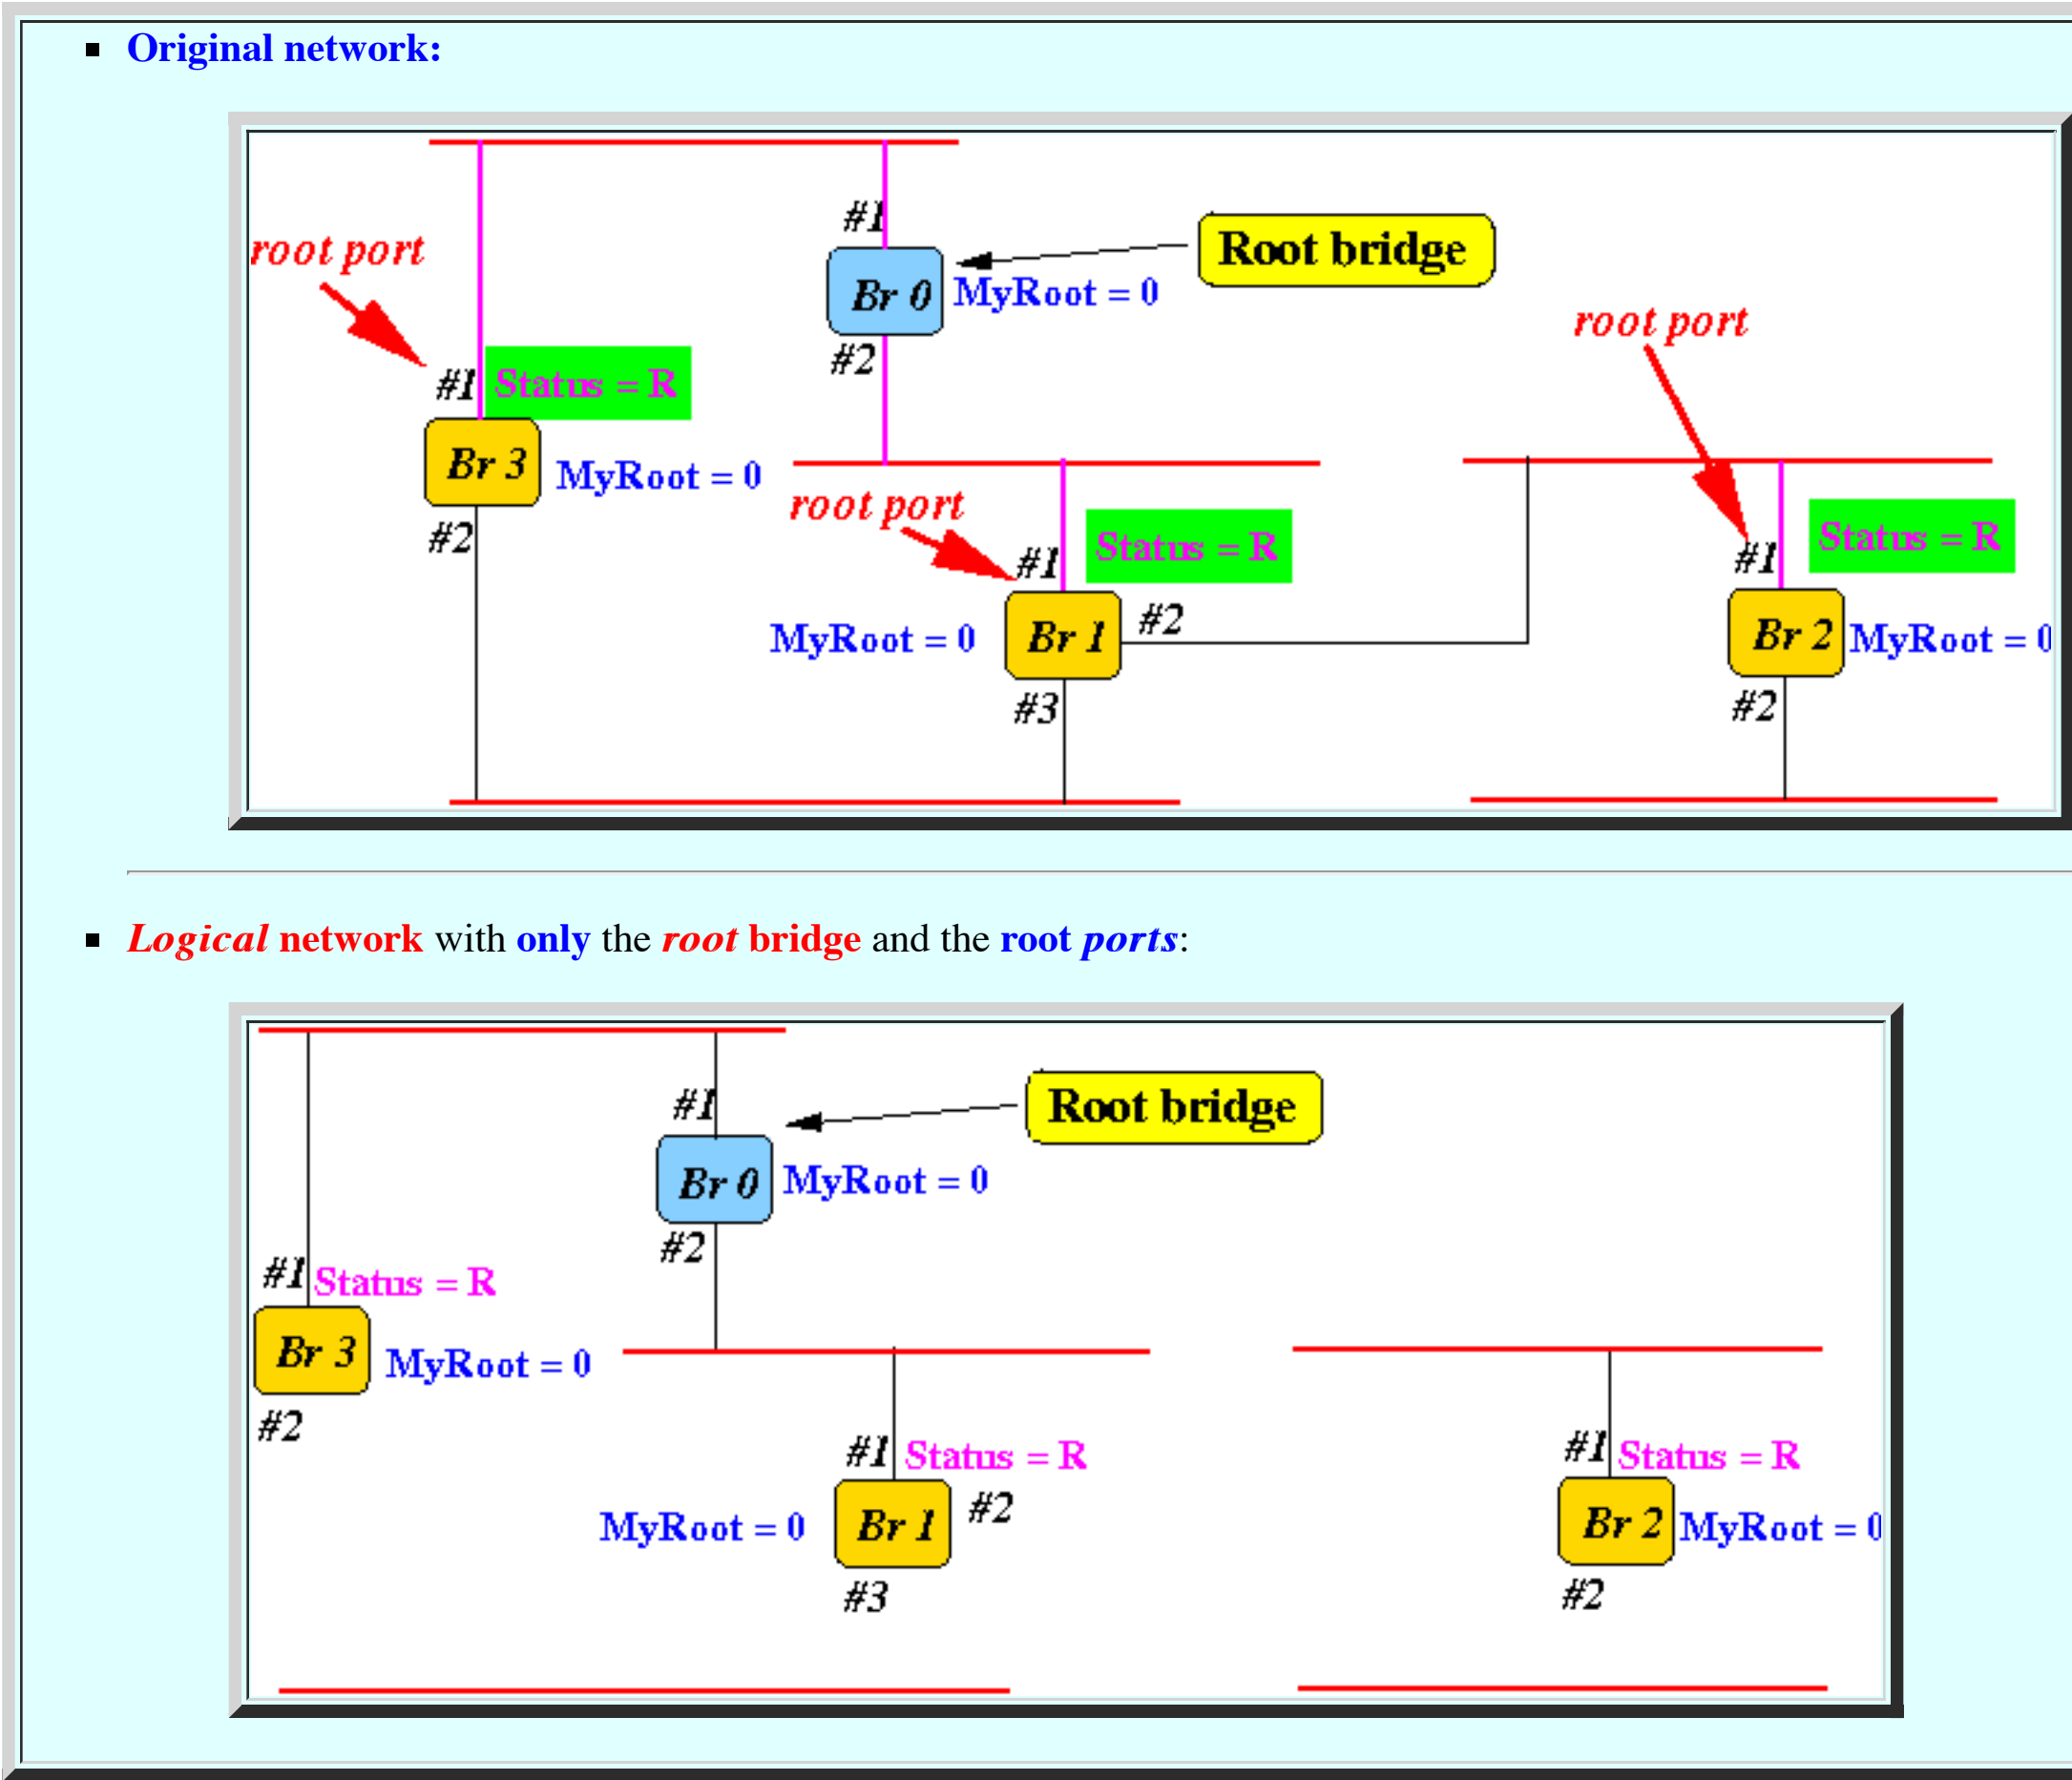 Original network:
#1
Root bridge
root port
Br 0 MyRoot = 0
root port
#2
#1 Status = R
Br 3 MyRoot = 0
root port
Status = R
#2
#1 Status = R
#1
#2
MyRoot = 0 Br 1
Br 2 MyRoot = 0
#3
#2
Logical network with only the root bridge and the root ports:
#1
Root bridge
Br 0 MyRoot = 0
#2
#1 Status = R
Br 3 MyRoot = 0
#2
#1 Status = R
#1 Status = R
#2
MyRoot = 0 Br 1
Br 2 MyRoot = 0
#3
#2